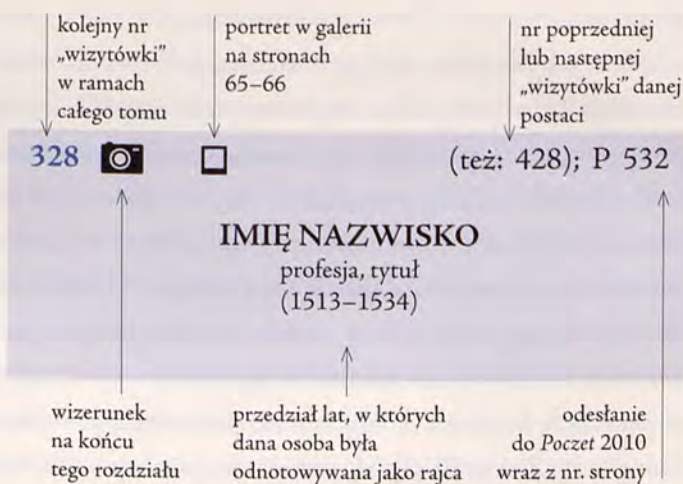 kolejny nr
„wizytówki”
w ramach
całego tomu
portret w galerii
na stronach
65–66
nr poprzedniej
lub następnej
„wizytówki” danej
postaci
328 (też: 428); P 532
IMIĘ NAZWISKO
profesja, tytuł
(1513–1534)
wizerunek
na końcu
tego rozdziału
przedział lat, w których
dana osoba była
odnotowywana jako rajca
odesłanie
do Poczet 2010
wraz z nr. strony